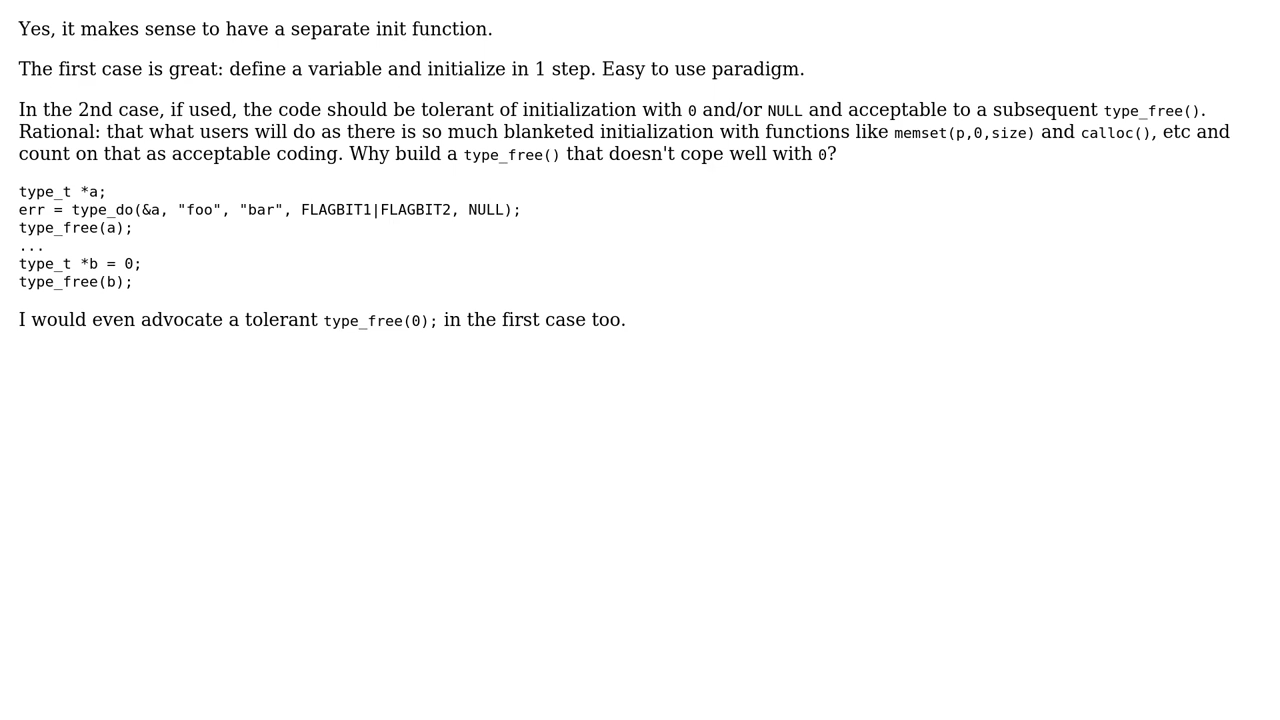 Yes, it makes sense to have a separate init function.
The first case is great: define a variable and initialize in 1 step. Easy to use paradigm.
In the 2nd case, if used, the code should be tolerant of initialization with 0 and/or NULL and acceptable to a subsequent type_free().
Rational: that what users will do as there is so much blanketed initialization with functions like memset(p,0,size) and calloc(), etc and
count on that as acceptable coding. Why build a type_free() that doesn't cope well with 0?
type_t *a;
err = type_do(&a, "foo", "bar", FLAGBIT1|FLAGBIT2, NULL);
type_free(a);
...
type_t *b = 0;
type_free(b);
I would even advocate a tolerant type_free(0); in the first case too.